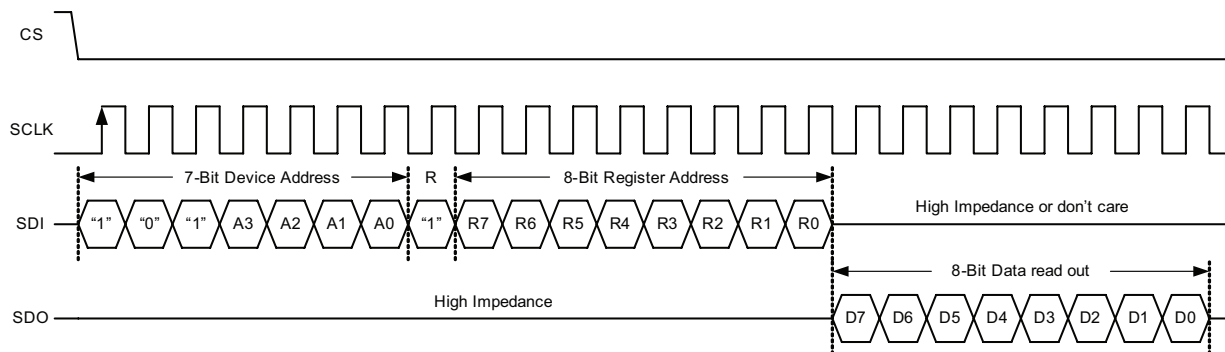 CS
SCLK
7-Bit Device Address R 8-Bit Register Address
SDI “1” “0” “1” A3 A2 A1 A0 “1” R7 R6 R5 R4 R3 R2 R1 R0 High Impedance or don’t care
8-Bit Data read out
SDO High Impedance D7 D6 D5 D4 D3 D2 D1 D0